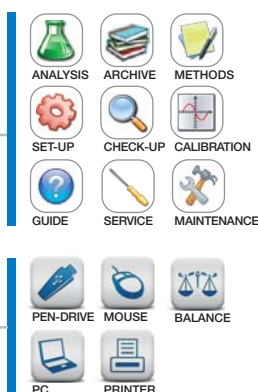 ANALYSIS ARCHIVE METHODS
SET-UP CHECK-UP CALIBRATION
GUIDE SERVICE MAINTENANCE
PEN-DRIVE MOUSE BALANCE
PC PRINTER